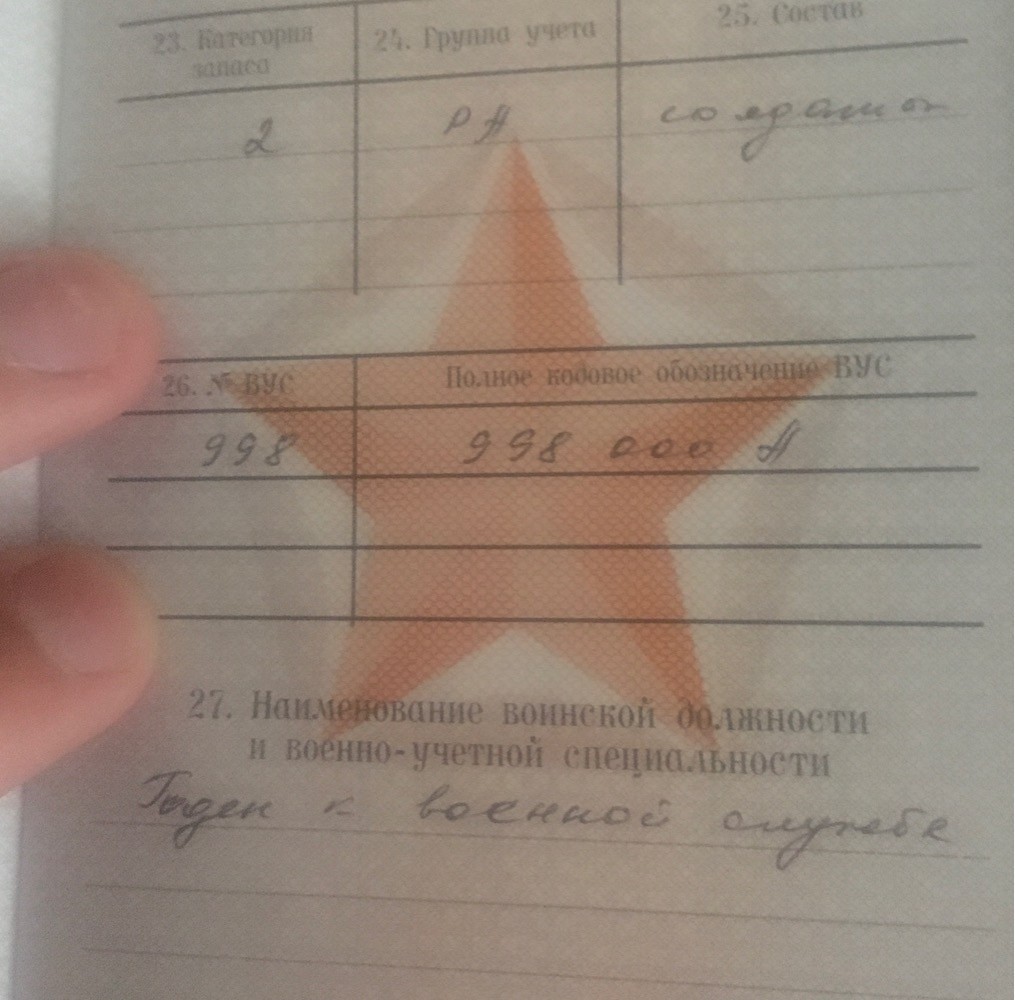 23. Категория запаса
24. Группа учета
25. Состав
2
РА
солдаты
26. № ВУС
Полное кодовое обозначение ВУС
998
998 000 А
27. Наименование воинской должности
и военно-учетной специальности
Годен к военной службе